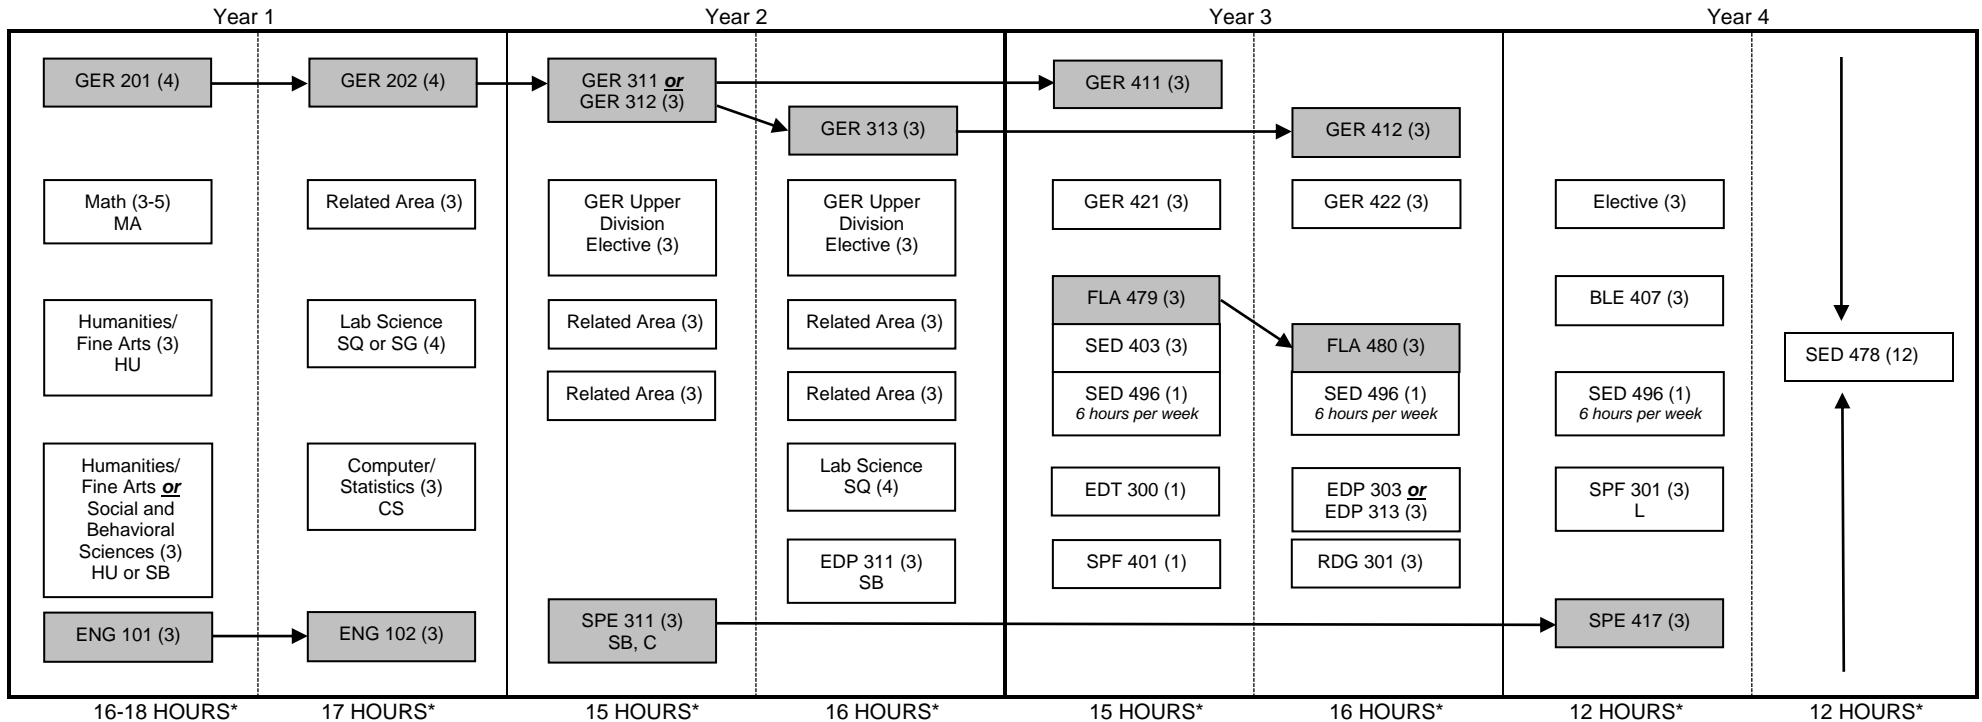 Year 1
Year 2
Year 3
Year 4
GER 201 (4)
Math (3-5)
MA
Humanities/
Fine Arts (3)
HU
Humanities/
Fine Arts or
Social and
Behavioral
Sciences (3)
HU or SB
ENG 101 (3)
GER 202 (4)
Related Area (3)
Lab Science
SQ or SG (4)
Computer/
Statistics (3)
CS
ENG 102 (3)
GER 311 or
GER 312 (3)
GER Upper
Division
Elective (3)
Related Area (3)
Related Area (3)
SPE 311 (3)
SB, C
GER 313 (3)
GER Upper
Division
Elective (3)
Related Area (3)
Related Area (3)
Lab Science
SQ (4)
EDP 311 (3)
SB
GER 411 (3)
GER 421 (3)
FLA 479 (3)
SED 403 (3)
SED 496 (1)
6 hours per week
EDT 300 (1)
SPF 401 (1)
GER 412 (3)
GER 422 (3)
FLA 480 (3)
SED 496 (1)
6 hours per week
EDP 303 or
EDP 313 (3)
RDG 301 (3)
Elective (3)
BLE 407 (3)
SED 496 (1)
6 hours per week
SPF 301 (3)
L
SPE 417 (3)
SED 478 (12)
16-18 HOURS*
17 HOURS*
15 HOURS*
16 HOURS*
15 HOURS*
16 HOURS*
12 HOURS*
12 HOURS*